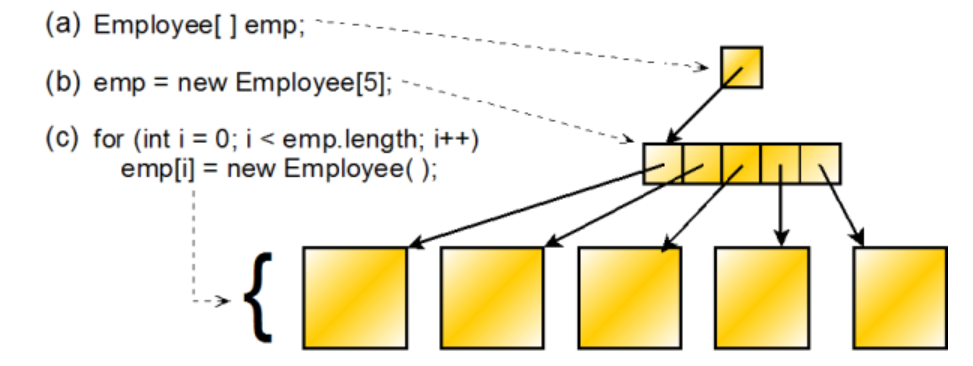 (a) Employee[ ] emp;
(b) emp = new Employee[5];
(c) for (int i = 0; i < emp.length; i++)
emp[i] = new Employee( );